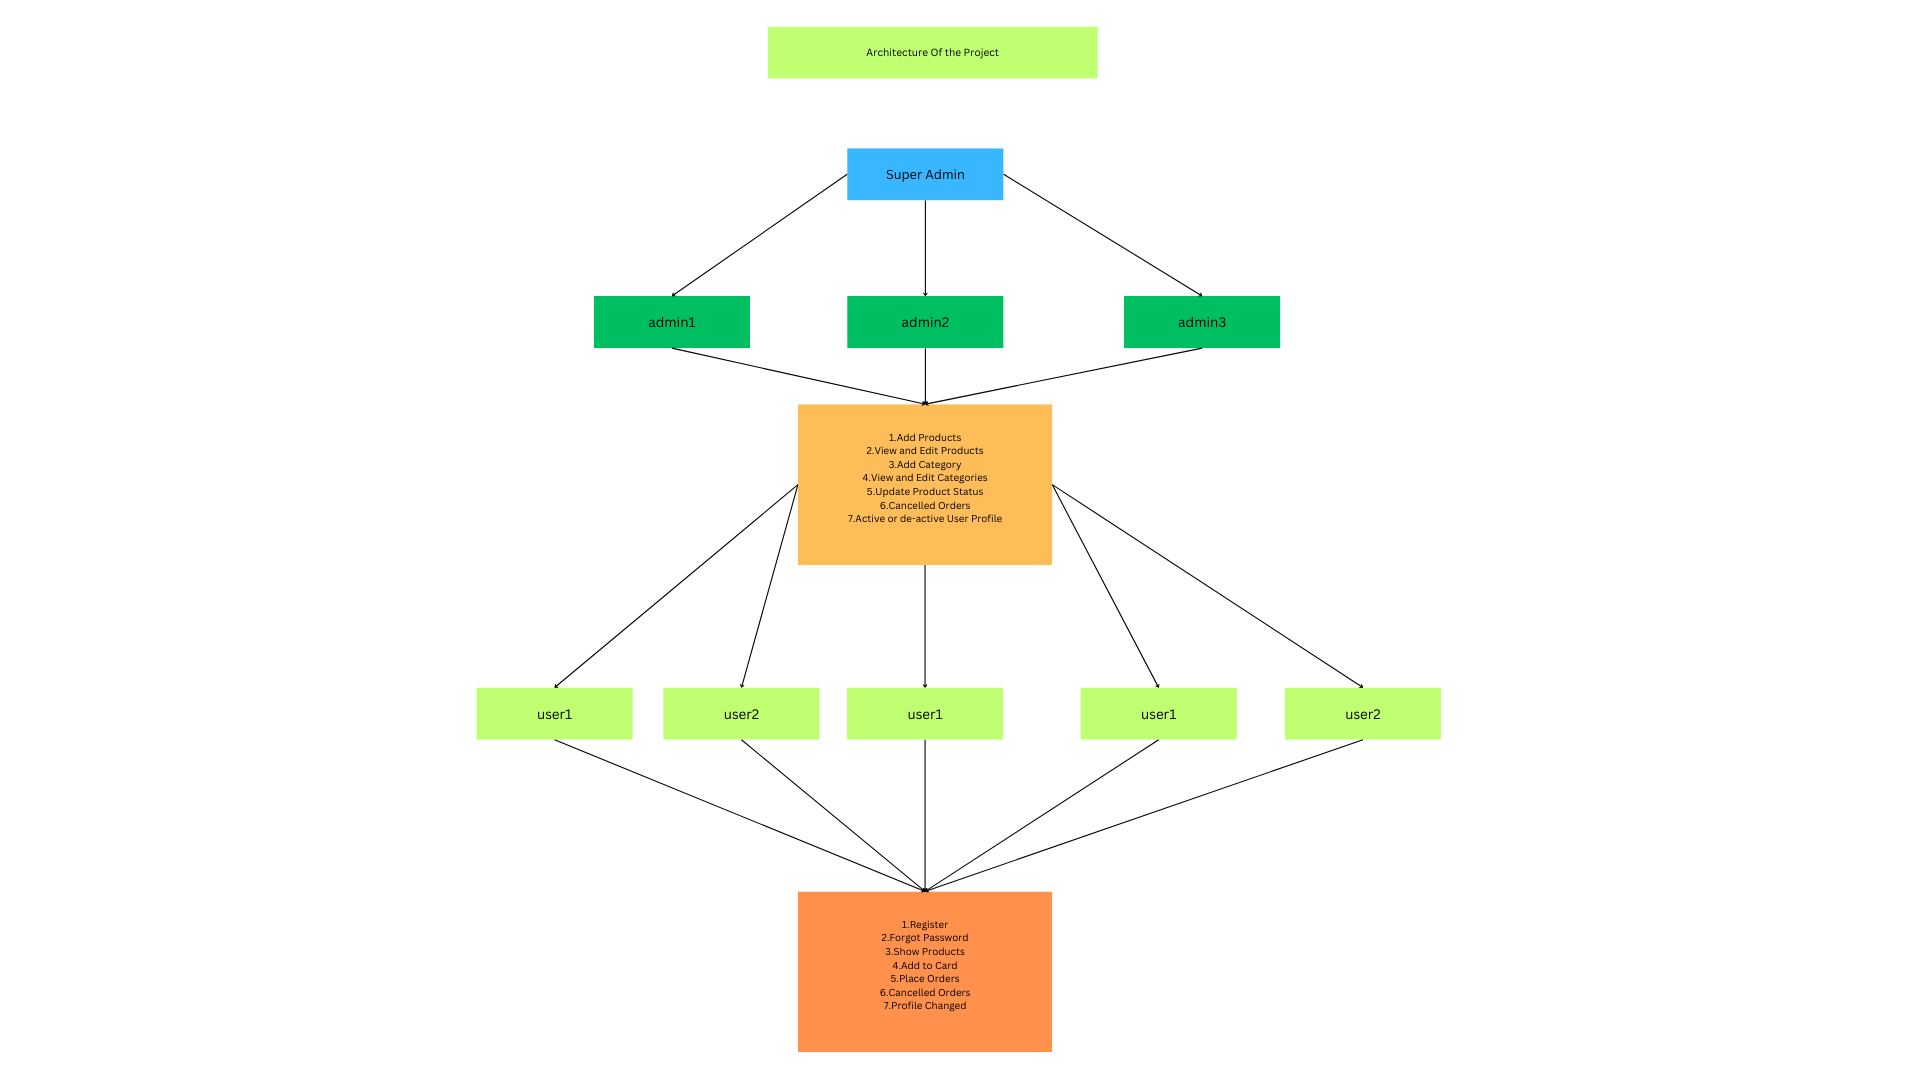 Architecture Of the Project
Super Admin
admin1
admin2
admin3
1.Add Products
2.View and Edit Products
3.Add Category
4.View and Edit Categories
5.Update Product Status
6.Cancelled Orders
7.Active or de-active User Profile
user1
user2
user1
user1
user2
1.Register
2.Forgot Password
3.Show Products
4.Add to Card
5.Place Orders
6.Cancelled Orders
7.Profile Changed